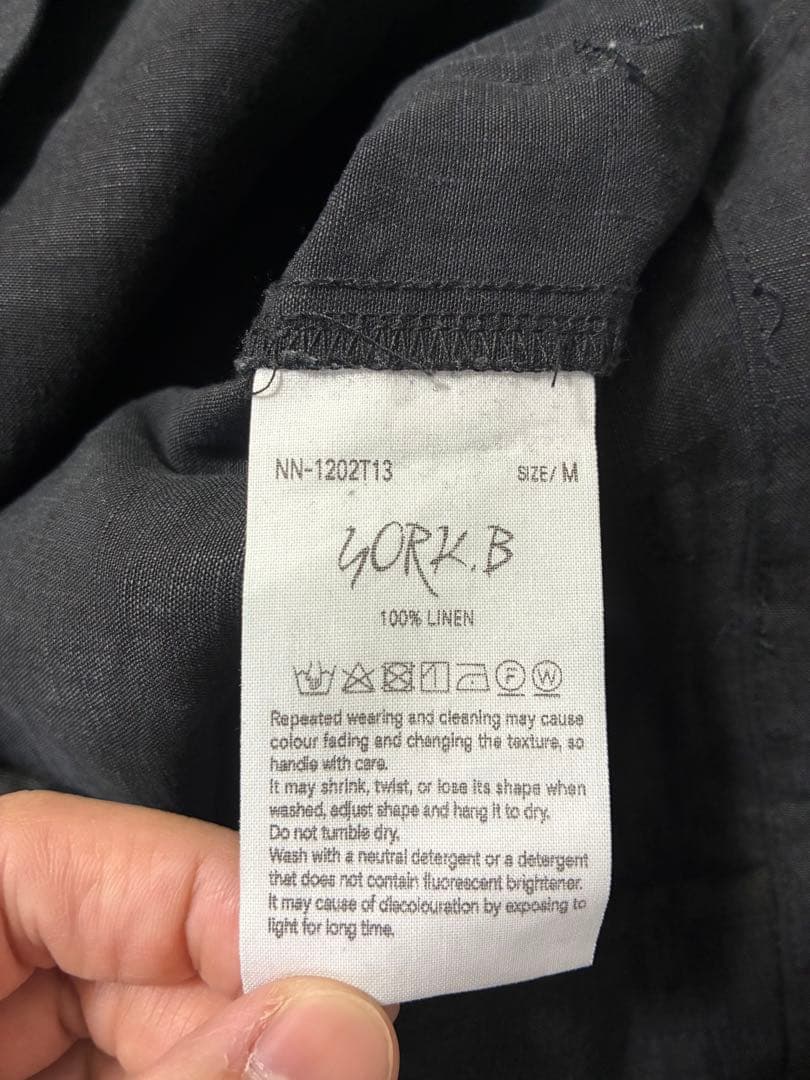 NN-1202T13 SIZE/ M
YORK.B
100% LINEN
F W
Repeated wearing and cleaning may cause
colour fading and changing the texture, so
handle with care.
It may shrink, twist, or lose its shape when
washed, adjust shape and hang it to dry.
Do not tumble dry.
Wash with a neutral detergent or a detergent
that does not contain fluorescent brightener.
It may cause of discolouration by exposing to
light for long time.